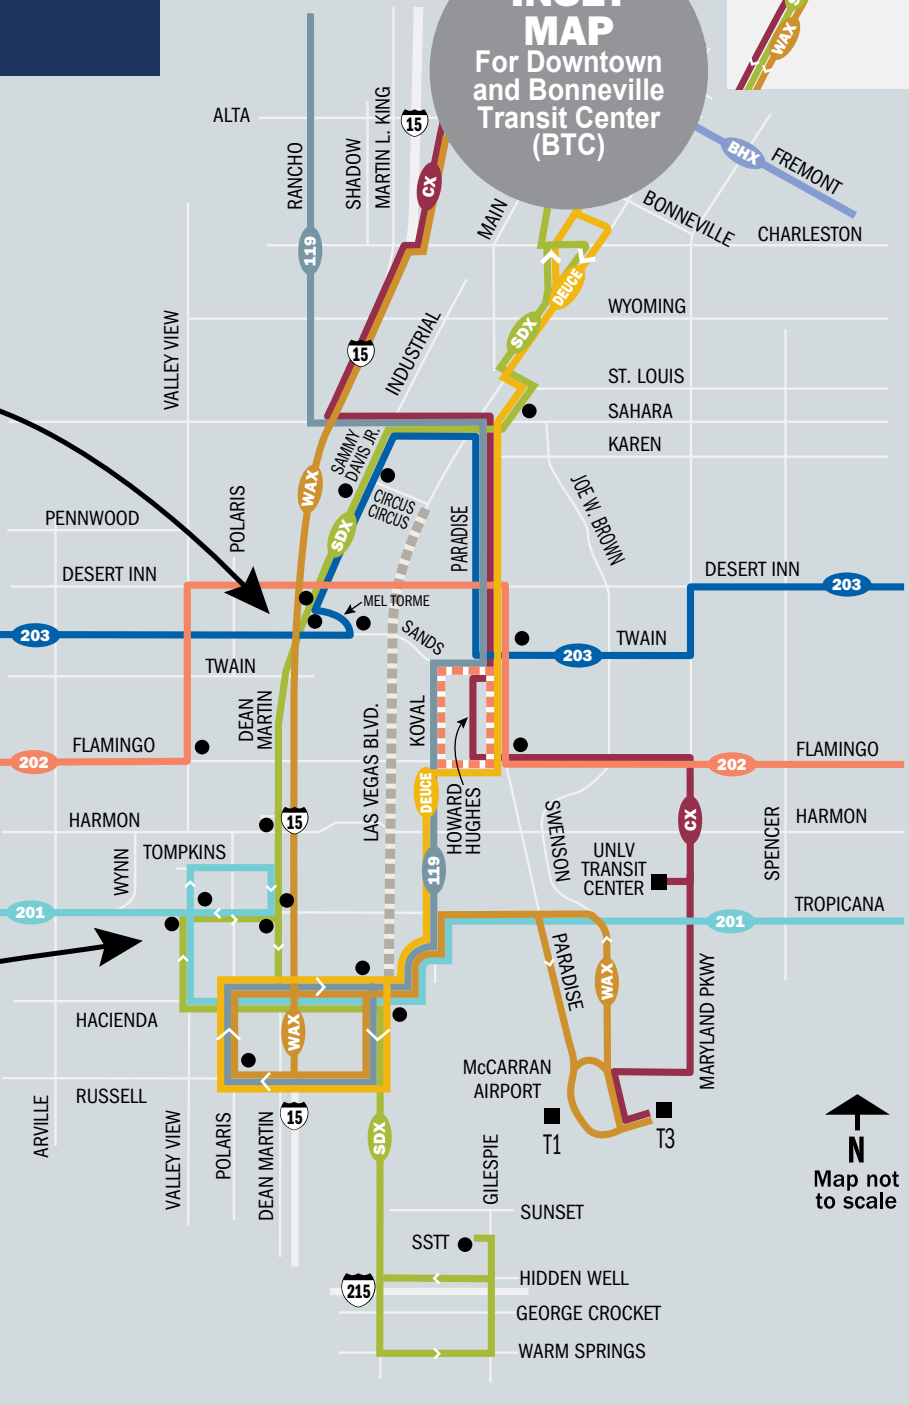 INSET
MAP
For Downtown
and Bonneville
Transit Center
(BTC)
WAX
ALTA
RANCHO
SHADOW
MARTIN L. KING
15
CX
119
MAIN
BHX
FREMONT
BONNEVILLE
CHARLESTON
DEUCE
SDX
WYOMING
VALLEY VIEW
15
INDUSTRIAL
ST. LOUIS
SAHARA
KAREN
SAMMY
DAVIS JR.
WAX
CIRCUS
CIRCUS
JOE W. BROWN
PENNWOOD
POLARIS
SDX
PARADISE
DESERT INN
DESERT INN
203
MEL TORME
203
SANDS
TWAIN
203
TWAIN
DEAN
MARTIN
LAS VEGAS BLVD.
KOVAL
202
FLAMINGO
202
FLAMINGO
DEUCE
HOWARD
HUGHES
HARMON
15
SWENSON
CX
SPENCER
HARMON
WYNN
TOMPKINS
119
UNLV
TRANSIT
CENTER
201
201
TROPICANA
PARADISE
WAX
MARYLAND PKWY
HACIENDA
WAX
McCARRAN
AIRPORT
ARVILLE
RUSSELL
VALLEY VIEW
POLARIS
DEAN MARTIN
15
SDX
GILESPIE
T1
T3
N
Map not
to scale
SUNSET
SSTT
HIDDEN WELL
215
GEORGE CROCKET
WARM SPRINGS